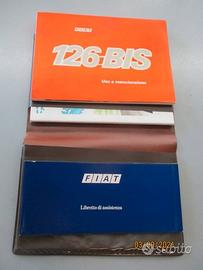 FIAT
126 BIS
Uso e manutenzione
FIAT
Libretto di assistenza
subito